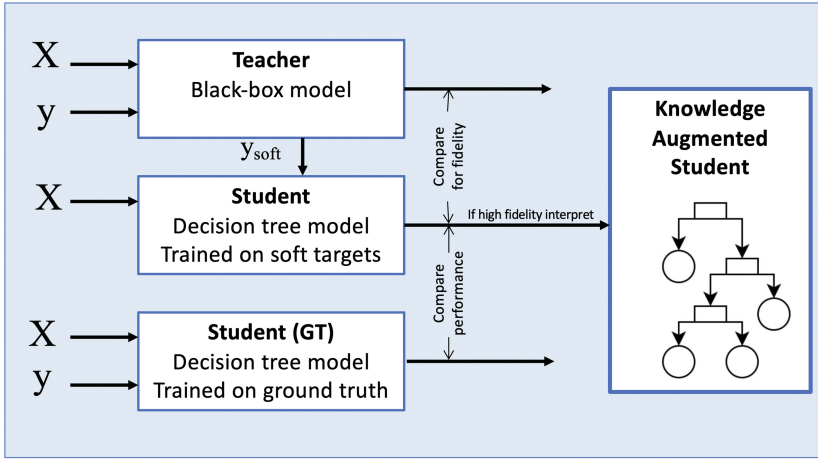 X
y
Teacher
Black-box model
y_soft
X
Student
Decision tree model
Trained on soft targets
X
y
Student (GT)
Decision tree model
Trained on ground truth
Compare
for fidelity
If high fidelity interpret
Compare
performance
Knowledge
Augmented
Student